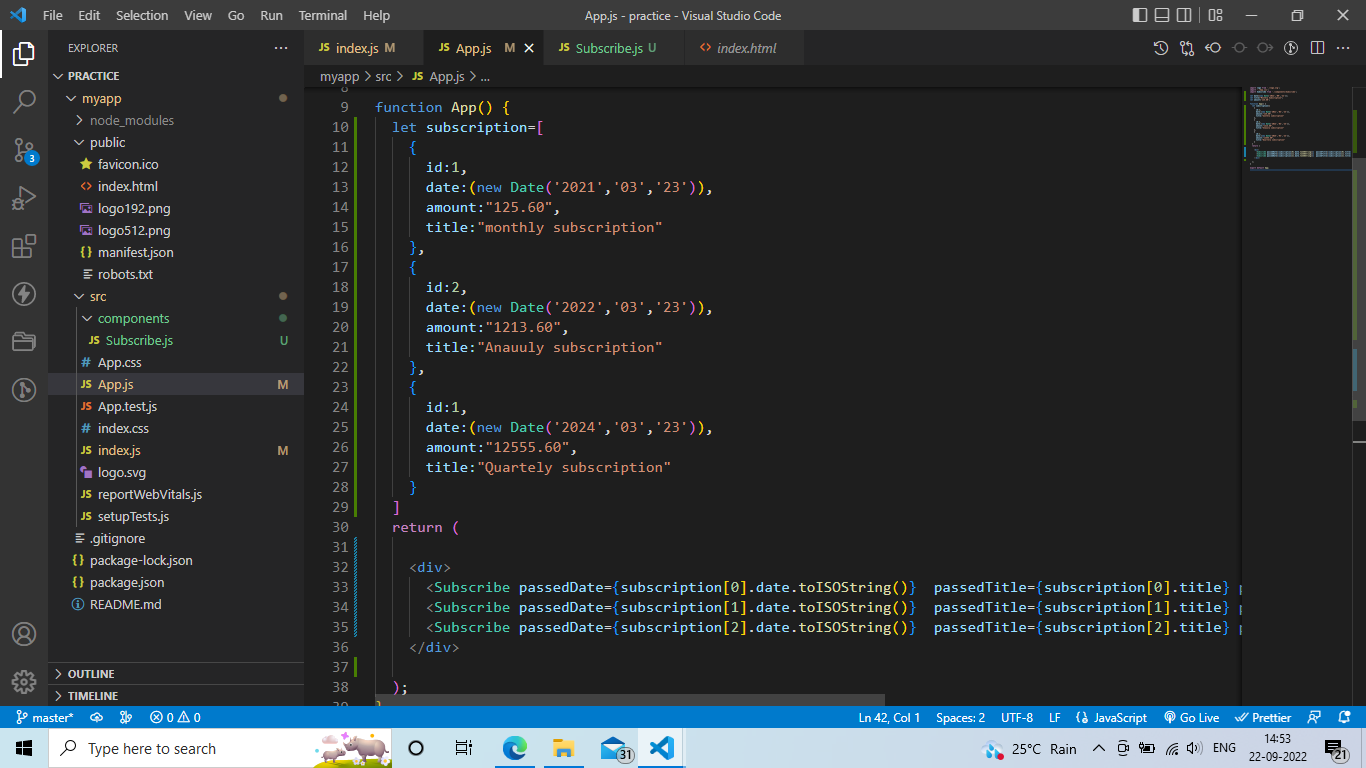 File Edit Selection View Go Run Terminal Help App.js - practice - Visual Studio Code
EXPLORER
PRACTICE
myapp
node_modules
public
favicon.ico
index.html
logo192.png
logo512.png
manifest.json
robots.txt
src
components
JS Subscribe.js U
# App.css
JS App.js M
JS App.test.js
# index.css
JS index.js M
logo.svg
JS reportWebVitals.js
JS setupTests.js
.gitignore
{} package-lock.json
{} package.json
README.md
OUTLINE
TIMELINE
3
JS index.js M JS App.js M JS Subscribe.js U <> index.html
myapp > src > JS App.js > ...
8
9 function App() {
10 let subscription=[
11 {
12 id:1,
13 date:(new Date('2021','03','23')),
14 amount:"125.60",
15 title:"monthly subscription"
16 },
17 {
18 id:2,
19 date:(new Date('2022','03','23')),
20 amount:"1213.60",
21 title:"Anauuly subscription"
22 },
23 {
24 id:1,
25 date:(new Date('2024','03','23')),
26 amount:"12555.60",
27 title:"Quartely subscription"
28 }
29 ]
30 return (
31
32 <div>
33 <Subscribe passedDate={subscription[0].date.toISOString()}  passedTitle={subscription[0].title}
34 <Subscribe passedDate={subscription[1].date.toISOString()}  passedTitle={subscription[1].title}
35 <Subscribe passedDate={subscription[2].date.toISOString()}  passedTitle={subscription[2].title}
36 </div>
37
38 );
39 }
master* 0 0 Ln 42, Col 1 Spaces: 2 UTF-8 LF {} JavaScript Go Live Prettier
Type here to search 31 25°C Rain ENG 14:53
22-09-2022 21